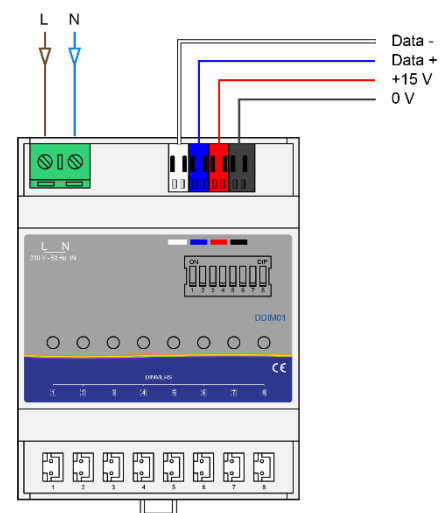 L N
Data -
Data +
+15 V
0 V
L N
230 V - 50 Hz IN
ON DIP
1 2 3 4 5 6 7 8
DDIM01
CE
DIMMERS
1 2 3 4 5 6 7 8
1 2 3 4 5 6 7 8